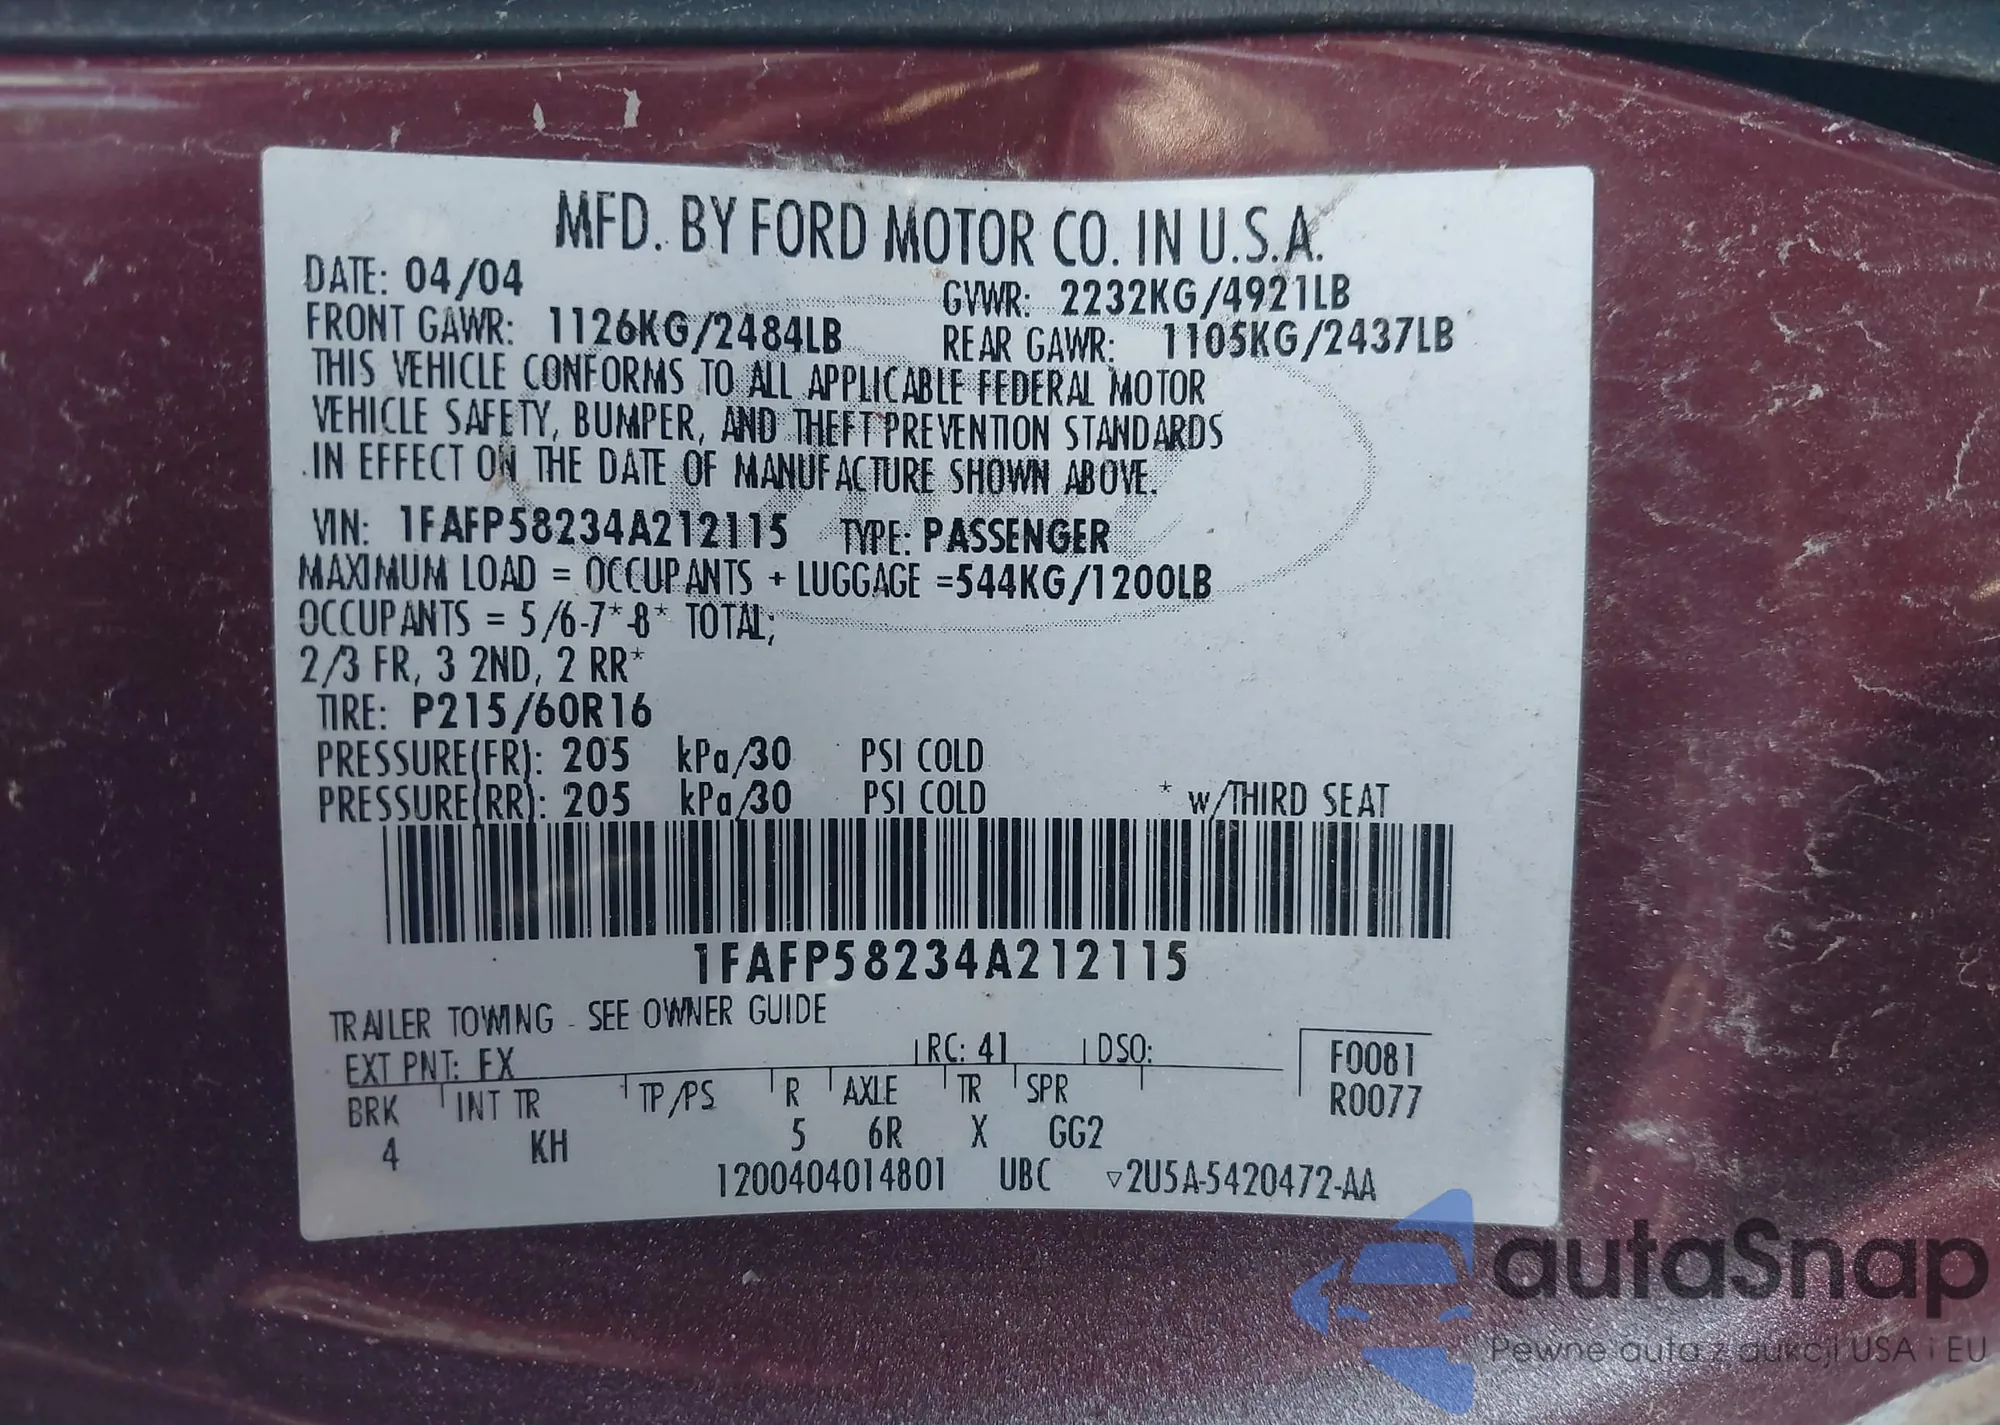 MFD. BY FORD MOTOR CO. IN U.S.A.
DATE: 04/04 GVWR: 2232KG/4921LB
FRONT GAWR: 1126KG/2484LB REAR GAWR: 1105KG/2437LB
THIS VEHICLE CONFORMS TO ALL APPLICABLE FEDERAL MOTOR
VEHICLE SAFETY, BUMPER, AND THEFT PREVENTION STANDARDS
IN EFFECT ON THE DATE OF MANUFACTURE SHOWN ABOVE.
VIN: 1FAFP58234A212115 TYPE: PASSENGER
MAXIMUM LOAD = OCCUPANTS + LUGGAGE =544KG/1200LB
OCCUPANTS = 5/6-7*-8* TOTAL;
2/3 FR, 3 2ND, 2 RR*
TIRE: P215/60R16
PRESSURE(FR): 205 kPa/30 PSI COLD
PRESSURE(RR): 205 kPa/30 PSI COLD * w/THIRD SEAT
1FAFP58234A212115
TRAILER TOWING - SEE OWNER GUIDE
EXT PNT: FX RC: 41 DSO: F0081
BRK INT TR TP/PS R AXLE TR SPR R0077
4 KH 5 6R X GG2
1200404014801 UBC ▽2U5A-5420472-AA
autaSnap
Pewne auta z aukcji USA i EU